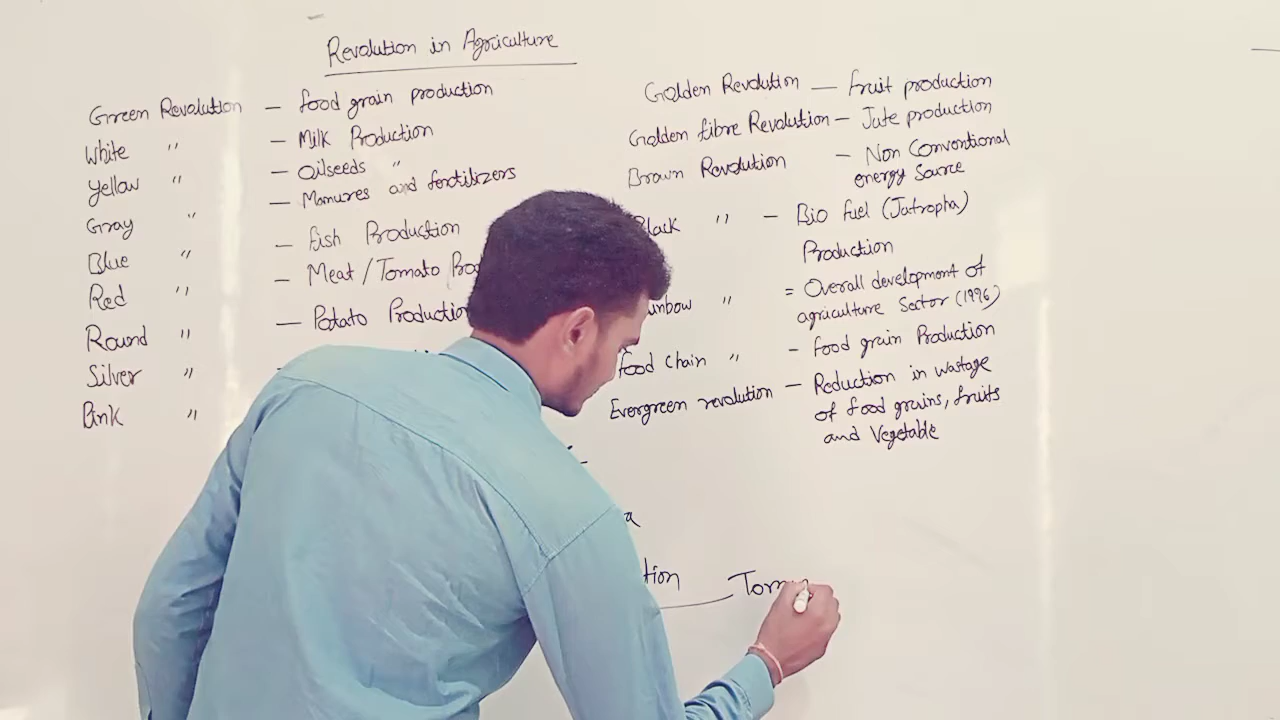 Revolution in Agriculture
Green Revolution — food grain production
White " — Milk Production
Yellow " — Oilseeds "
Gray " — Manures and fertilizers
Blue " — Fish Production
Red " — Meat / Tomato
Round " — Potato Production
Silver "
Pink "
Golden Revolution — fruit production
Golden fibre Revolution — Jute production
Brown Revolution — Non Conventional
energy Source
Black " — Bio fuel (Jatropha)
Production
" = Overall development of
agriculture Sector (1996)
Food chain " — food grain Production
Evergreen revolution — Reduction in wastage
of food grains, fruits
and Vegetable